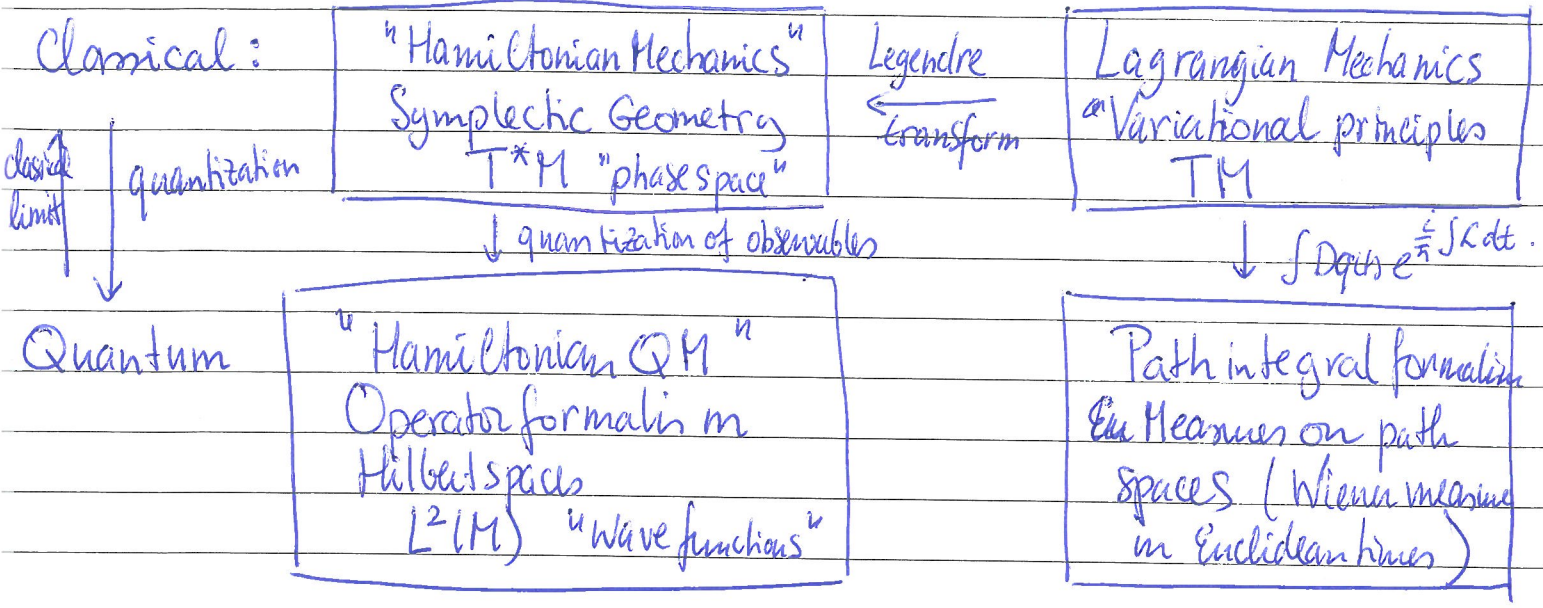 Classical:
"Hamiltonian Mechanics"
Symplectic Geometry
T*M "phase space"
Legendre
←
transform
Lagrangian Mechanics
"Variational principles
TM
classical
limit
quantization
↓ quantization of observables
↓ ∫Dq(t) e^{\frac{i}{ħ}∫L dt}.
Quantum
"Hamiltonian QM"
Operator formalism
Hilbert spaces
L²(M) "Wave functions"
Path integral formalism
Measures on path
spaces (Wiener measure
in Euclidean times)